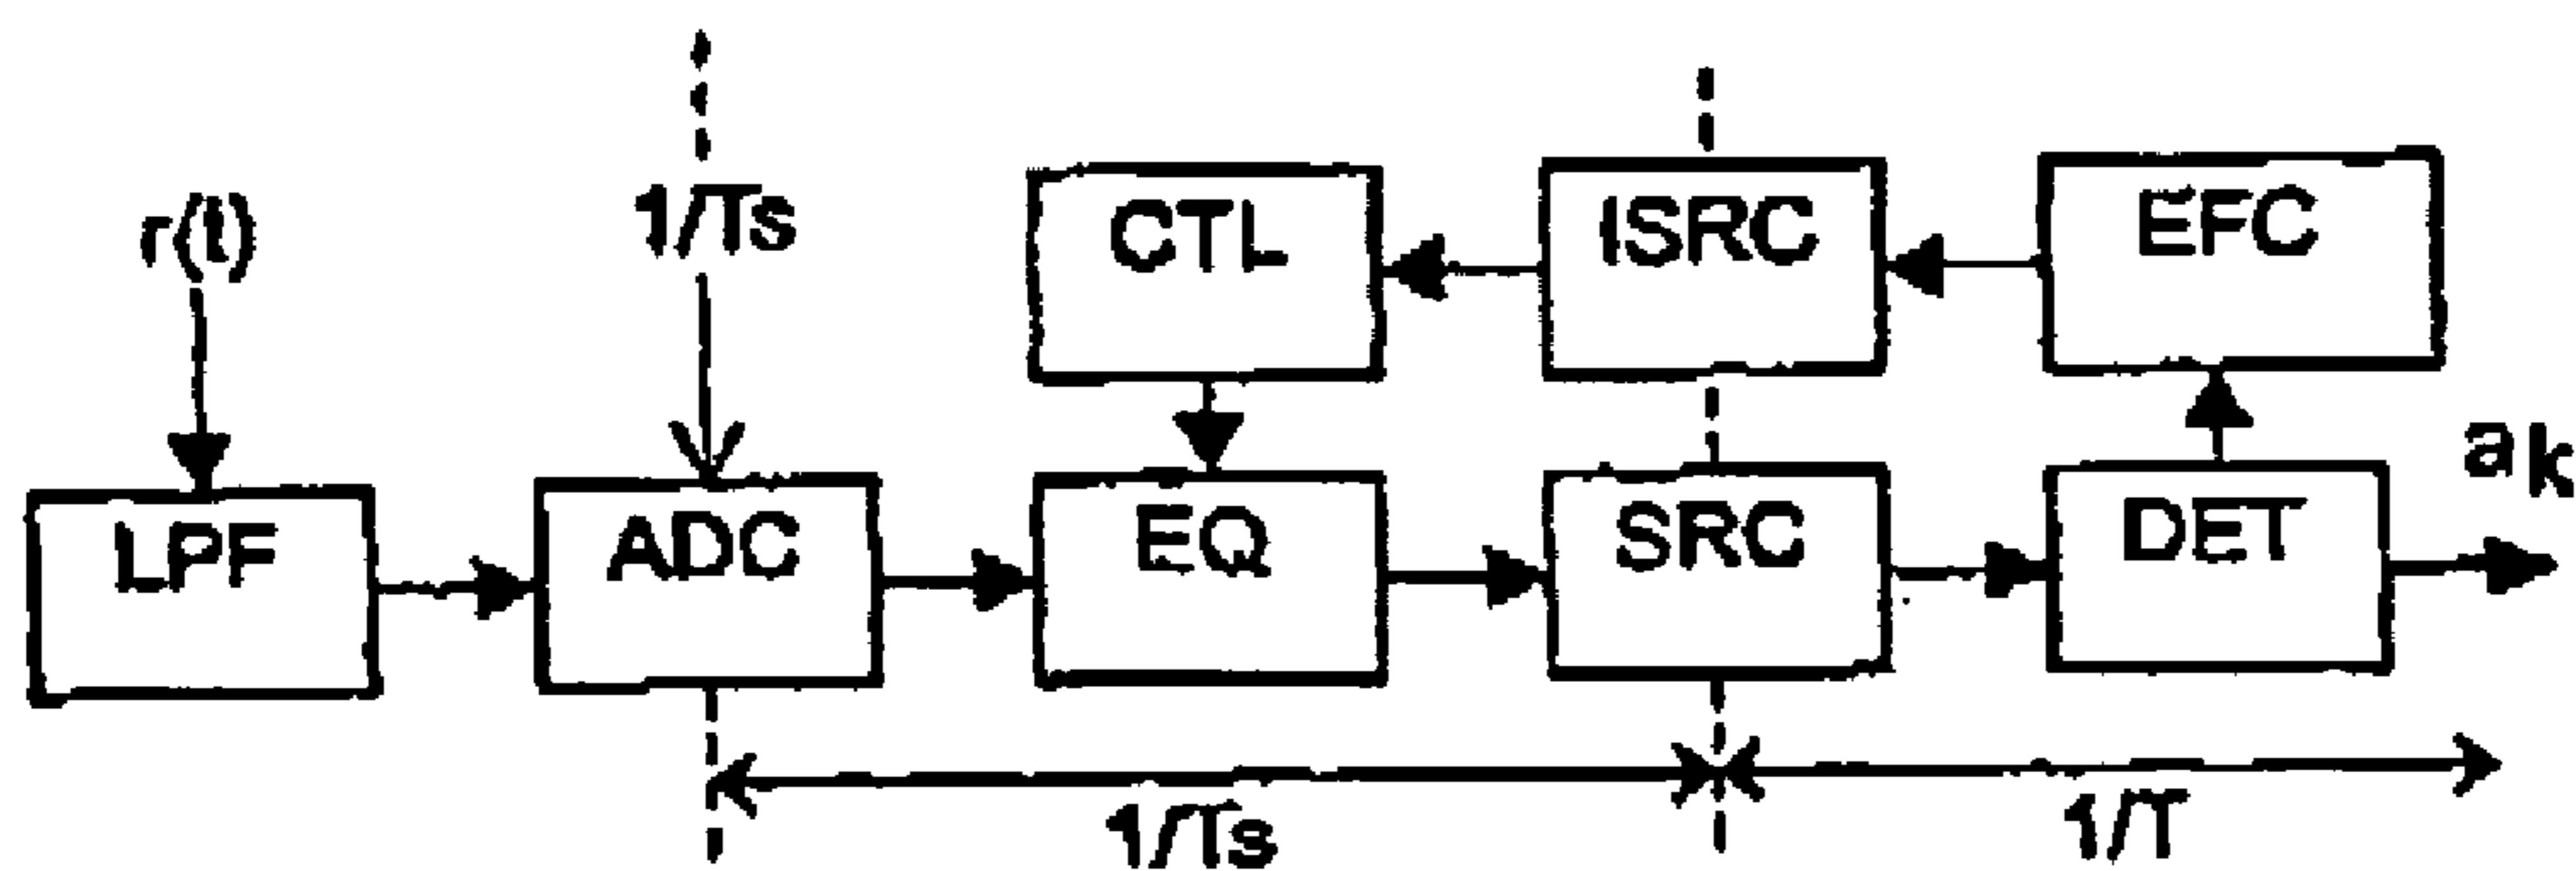 r(t)
1/Ts
CTL
ISRC
EFC
LPF
ADC
EQ
SRC
DET
ak
1/Ts
1/T